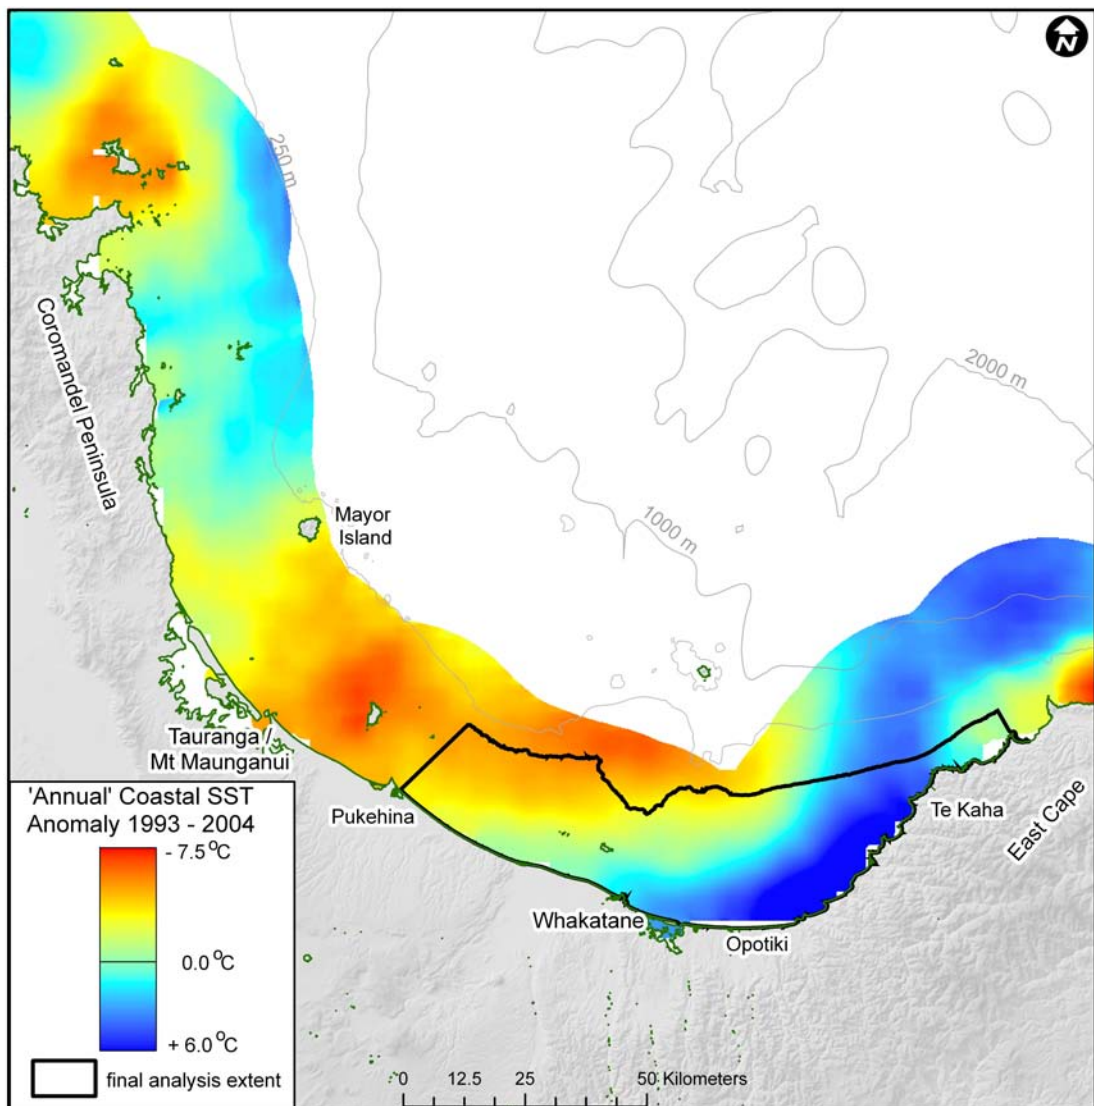 N
250 m
Coromandel Peninsula
2000 m
Mayor
Island
1000 m
Tauranga /
Mt Maunganui
Pukehina
Te Kaha
East Cape
Whakatane
Opotiki
'Annual' Coastal SST
Anomaly 1993 - 2004
- 7.5 °C
0.0 °C
+ 6.0 °C
final analysis extent
0 12.5 25 50 Kilometers